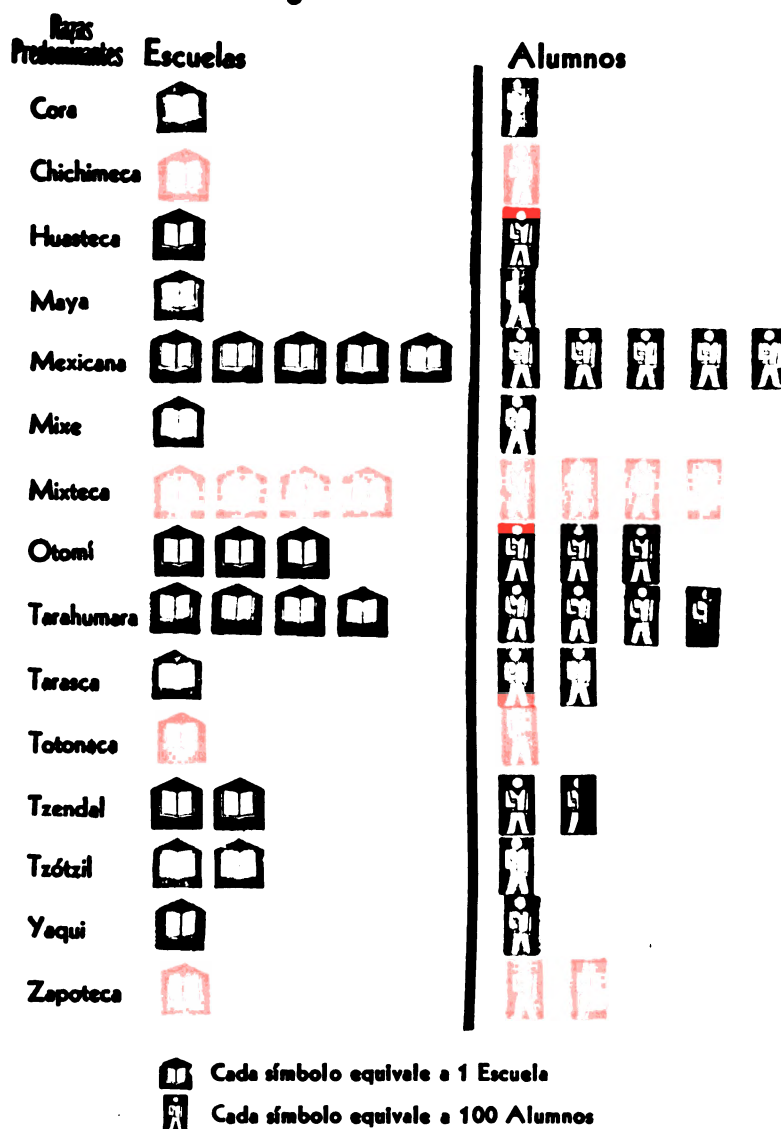 Razas
Predominantes Escuelas Alumnos
Cora
Chichimeca
Huasteca
Maya
Mexicana
Mixe
Mixteca
Otomí
Tarahumara
Tarasca
Totonaca
Tzendal
Tzótzil
Yaqui
Zapoteca
Cada símbolo equivale a 1 Escuela
Cada símbolo equivale a 100 Alumnos